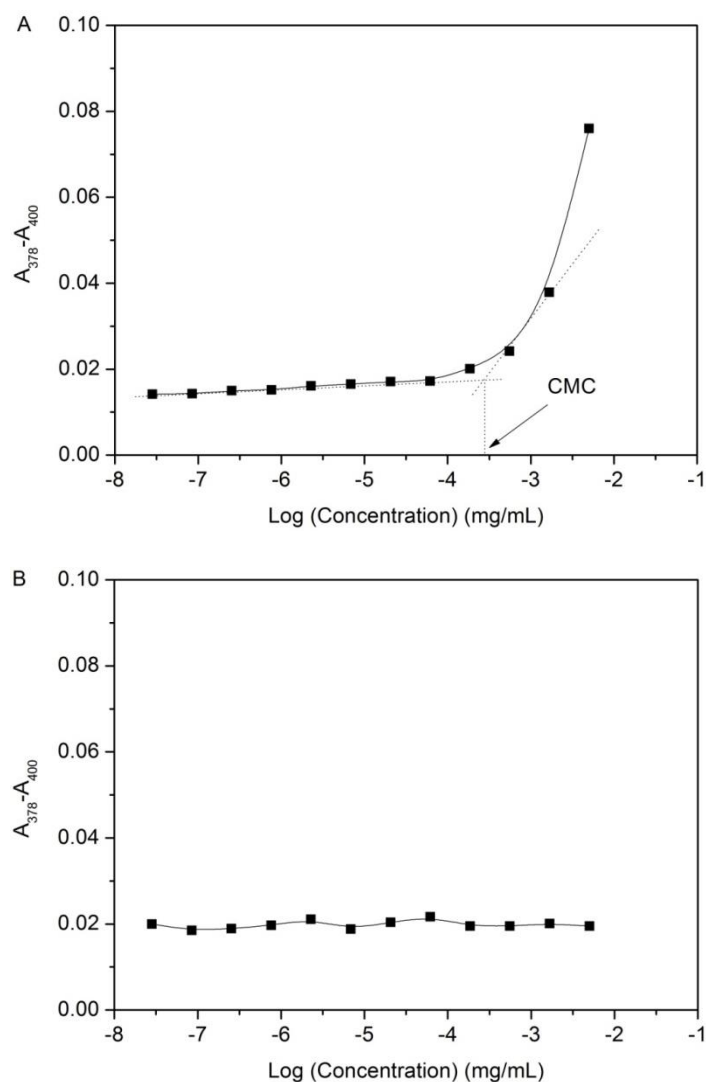 A
0.10
0.08
0.06
0.04
0.02
0.00
A₃₇₈-A₄₀₀
CMC
-8 -7 -6 -5 -4 -3 -2 -1
Log (Concentration) (mg/mL)
B
0.10
0.08
0.06
0.04
0.02
0.00
A₃₇₈-A₄₀₀
-8 -7 -6 -5 -4 -3 -2 -1
Log (Concentration) (mg/mL)